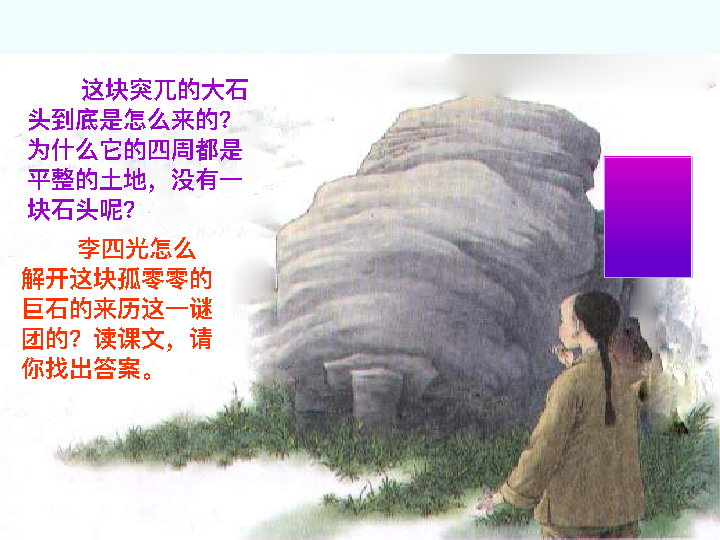 这块突兀的大石
头到底是怎么来的？
为什么它的四周都是
平整的土地，没有一
块石头呢？
李四光怎么
解开这块孤零零的
巨石的来历这一谜
团的？读课文，请
你找出答案。